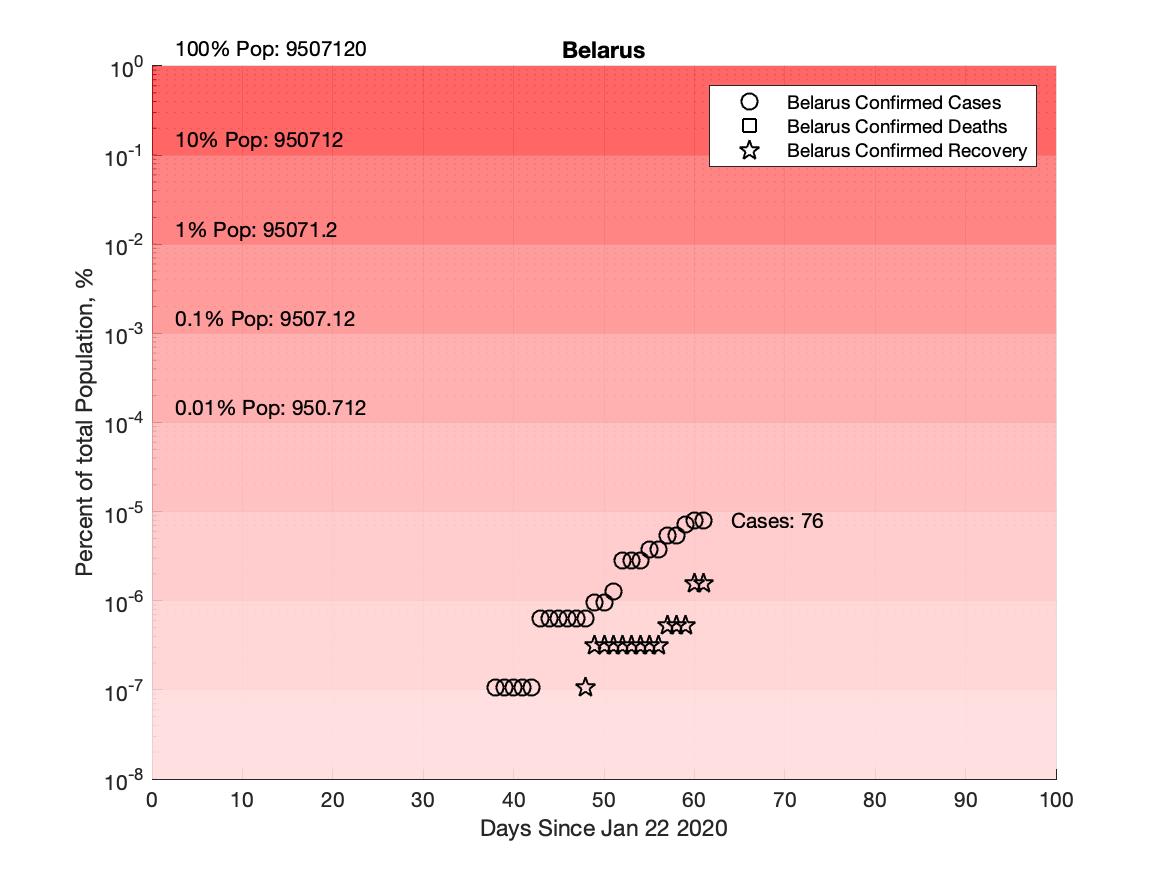 100% Pop: 9507120
Belarus
10^0
Belarus Confirmed Cases
Belarus Confirmed Deaths
Belarus Confirmed Recovery
10% Pop: 950712
10^-1
1% Pop: 95071.2
10^-2
0.1% Pop: 9507.12
10^-3
0.01% Pop: 950.712
10^-4
10^-5
Cases: 76
10^-6
10^-7
10^-8
Percent of total Population, %
0 10 20 30 40 50 60 70 80 90 100
Days Since Jan 22 2020